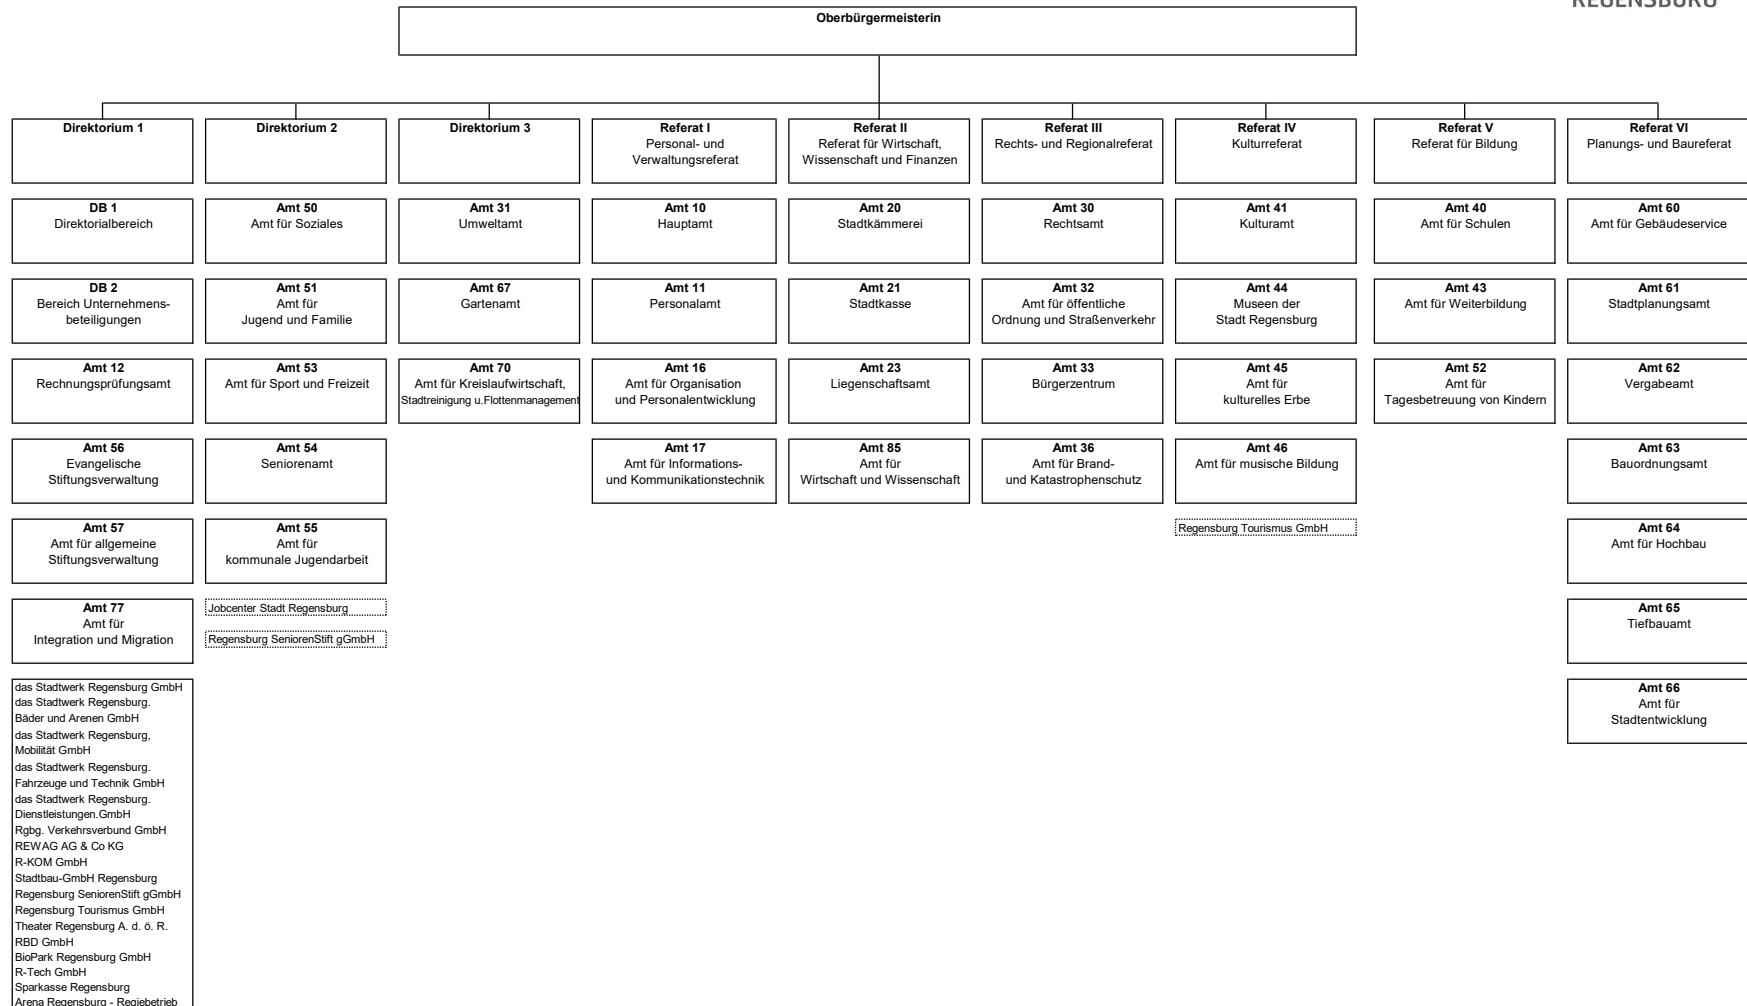 REGENSBURG
Oberbürgermeisterin
Direktorium 1
Direktorium 2
Direktorium 3
Referat I
Personal- und
Verwaltungsreferat
Referat II
Referat für Wirtschaft,
Wissenschaft und Finanzen
Referat III
Rechts- und Regionalreferat
Referat IV
Kulturreferat
Referat V
Referat für Bildung
Referat VI
Planungs- und Baureferat
DB 1
Direktorialbereich
Amt 50
Amt für Soziales
Amt 31
Umweltamt
Amt 10
Hauptamt
Amt 20
Stadtkämmerei
Amt 30
Rechtsamt
Amt 41
Kulturamt
Amt 40
Amt für Schulen
Amt 60
Amt für Gebäudeservice
DB 2
Bereich Unternehmens-
beteiligungen
Amt 51
Amt für
Jugend und Familie
Amt 67
Gartenamt
Amt 11
Personalamt
Amt 21
Stadtkasse
Amt 32
Amt für öffentliche
Ordnung und Straßenverkehr
Amt 44
Museen der
Stadt Regensburg
Amt 43
Amt für Weiterbildung
Amt 61
Stadtplanungsamt
Amt 12
Rechnungsprüfungsamt
Amt 53
Amt für Sport und Freizeit
Amt 70
Amt für Kreislaufwirtschaft,
Stadtreinigung u.Flottenmanagement
Amt 16
Amt für Organisation
und Personalentwicklung
Amt 23
Liegenschaftsamt
Amt 33
Bürgerzentrum
Amt 45
Amt für
kulturelles Erbe
Amt 52
Amt für
Tagesbetreuung von Kindern
Amt 62
Vergabeamt
Amt 56
Evangelische
Stiftungsverwaltung
Amt 54
Seniorenamt
Amt 17
Amt für Informations-
und Kommunikationstechnik
Amt 85
Amt für
Wirtschaft und Wissenschaft
Amt 36
Amt für Brand-
und Katastrophenschutz
Amt 46
Amt für musische Bildung
Amt 63
Bauordnungsamt
Amt 57
Amt für allgemeine
Stiftungsverwaltung
Amt 55
Amt für
kommunale Jugendarbeit
Regensburg Tourismus GmbH
Amt 64
Amt für Hochbau
Amt 77
Amt für
Integration und Migration
Jobcenter Stadt Regensburg
Regensburg SeniorenStift gGmbH
Amt 65
Tiefbauamt
das Stadtwerk Regensburg GmbH
das Stadtwerk Regensburg.
Bäder und Arenen GmbH
das Stadtwerk Regensburg,
Mobilität GmbH
das Stadtwerk Regensburg.
Fahrzeuge und Technik GmbH
das Stadtwerk Regensburg.
Dienstleistungen.GmbH
Rgbg. Verkehrsverbund GmbH
REWAG AG & Co KG
R-KOM GmbH
Stadtbau-GmbH Regensburg
Regensburg SeniorenStift gGmbH
Regensburg Tourismus GmbH
Theater Regensburg A. d. ö. R.
RBD GmbH
BioPark Regensburg GmbH
R-Tech GmbH
Sparkasse Regensburg
Arena Regensburg - Regiebetrieb
Amt 66
Amt für
Stadtentwicklung